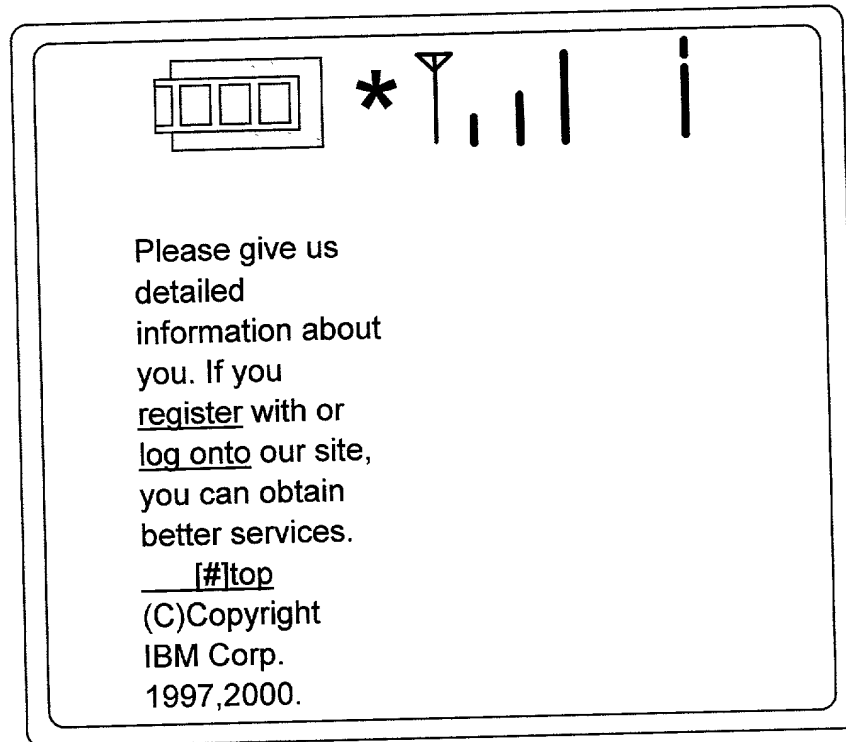 Please give us
detailed
information about
you. If you
register with or
log onto our site,
you can obtain
better services.
[#]top
(C)Copyright
IBM Corp.
1997,2000.